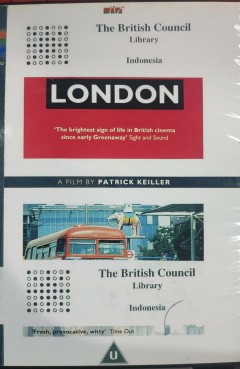 The British Council
Library
Indonesia
LONDON
'The brightest sign of life in British cinema
since early Greenaway' Sight and Sound
A FILM BY PATRICK KEILLER
The British Council
Library
Indonesia
'Fresh, provocative, witty' Time Out
U